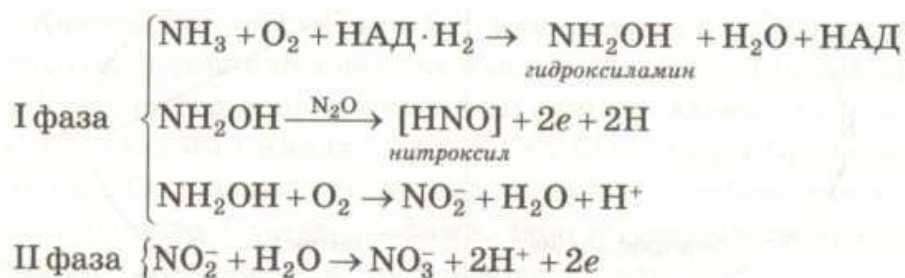 NH₃ + O₂ + НАД·H₂ → NH₂OH + H₂O + НАД
гидроксиламин
I фаза
NH₂OH —N₂O→ [HNO] + 2e + 2H
нитроксил
NH₂OH + O₂ → NO₂⁻ + H₂O + H⁺
II фаза { NO₂⁻ + H₂O → NO₃⁻ + 2H⁺ + 2e